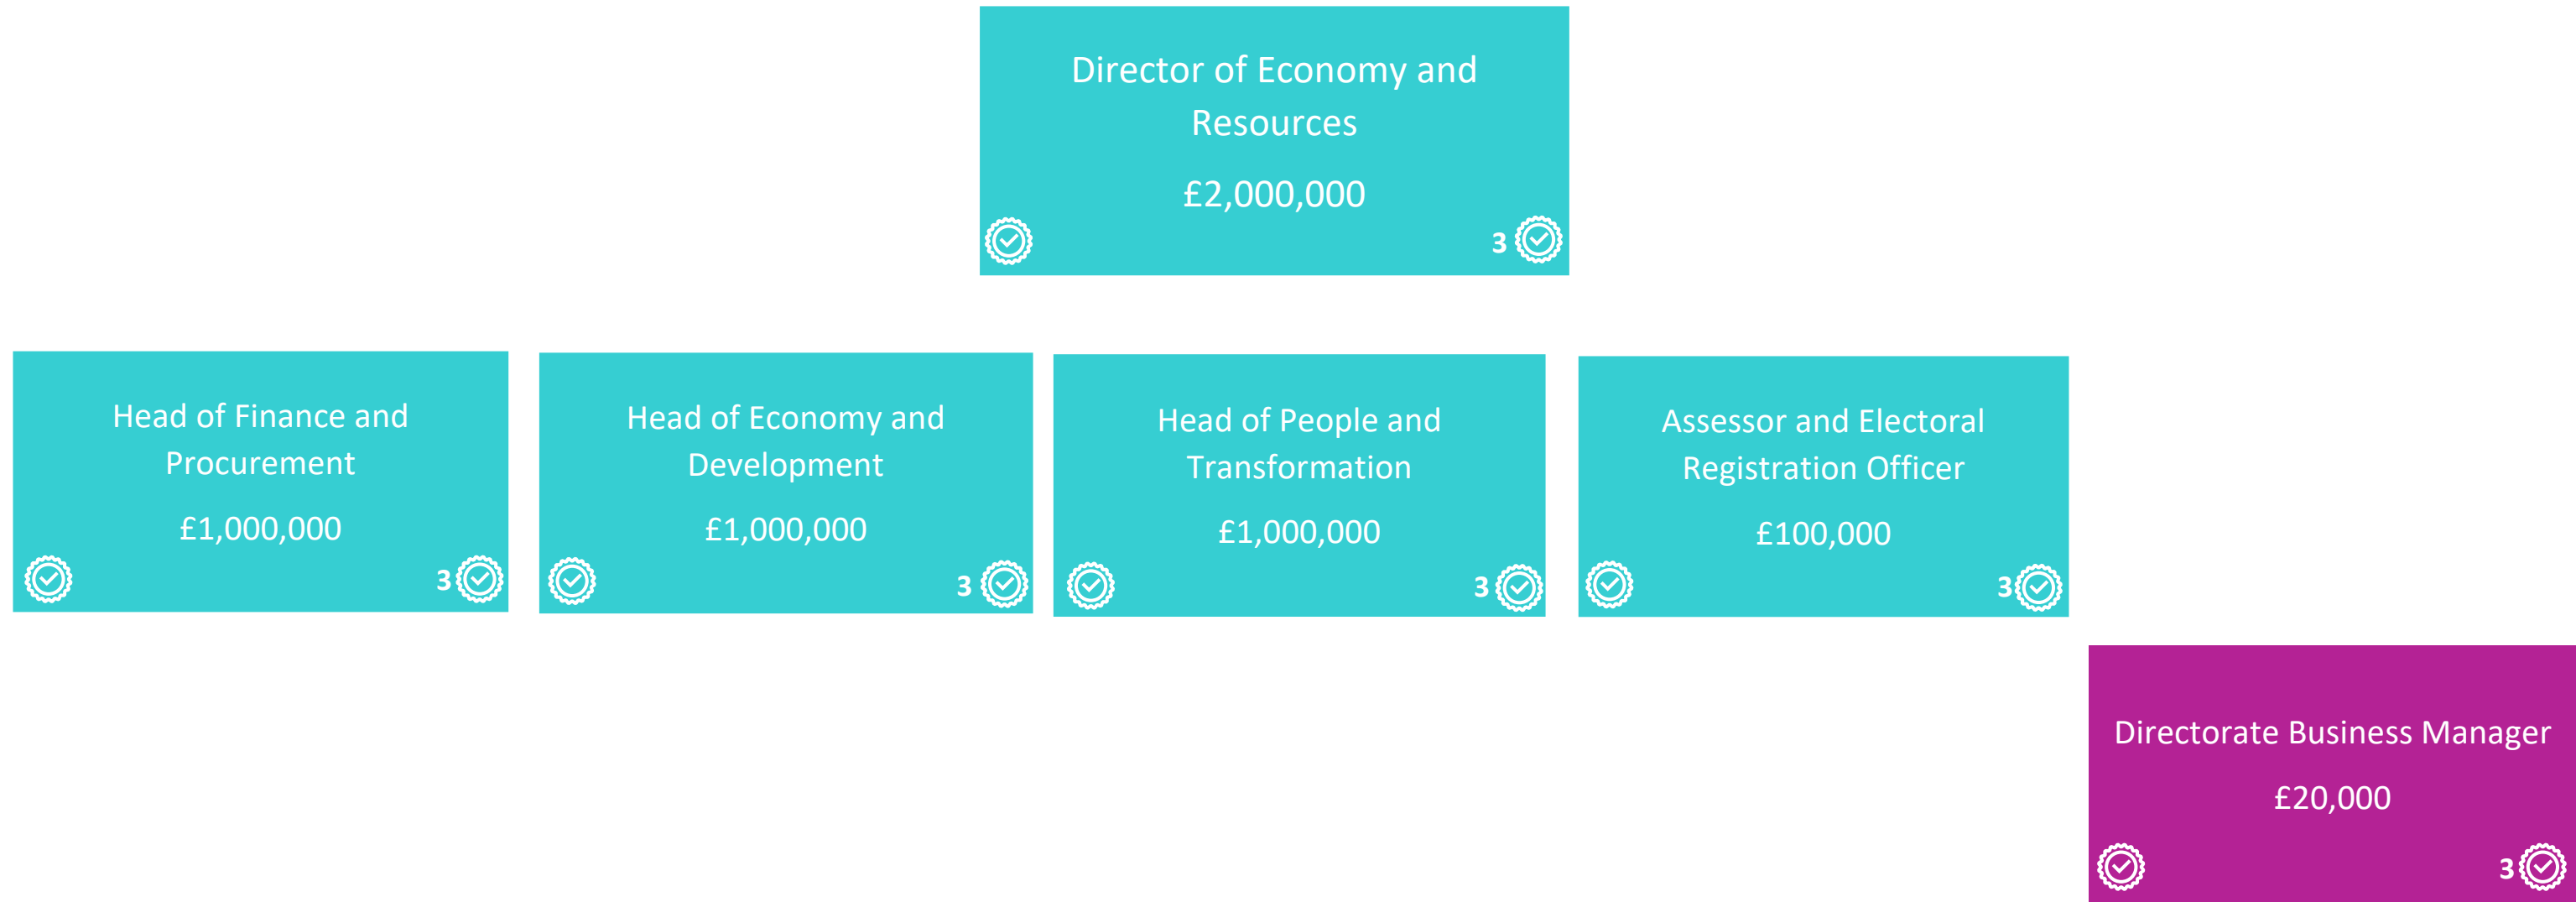 Director of Economy and
Resources
£2,000,000
3
Head of Finance and
Procurement
£1,000,000
3
Head of Economy and
Development
£1,000,000
3
Head of People and
Transformation
£1,000,000
3
Assessor and Electoral
Registration Officer
£100,000
3
Directorate Business Manager
£20,000
3